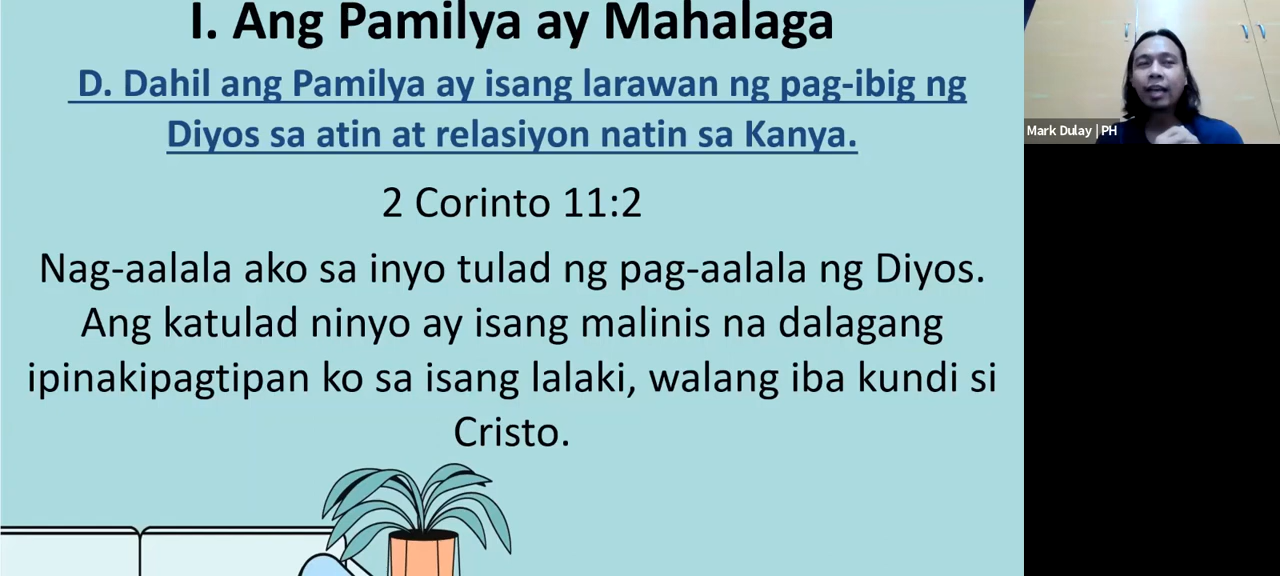 I. Ang Pamilya ay Mahalaga
D. Dahil ang Pamilya ay isang larawan ng pag-ibig ng
Diyos sa atin at relasiyon natin sa Kanya.
2 Corinto 11:2
Nag-aalala ako sa inyo tulad ng pag-aalala ng Diyos.
Ang katulad ninyo ay isang malinis na dalagang
ipinakipagtipan ko sa isang lalaki, walang iba kundi si
Cristo.
Mark Dulay | PH